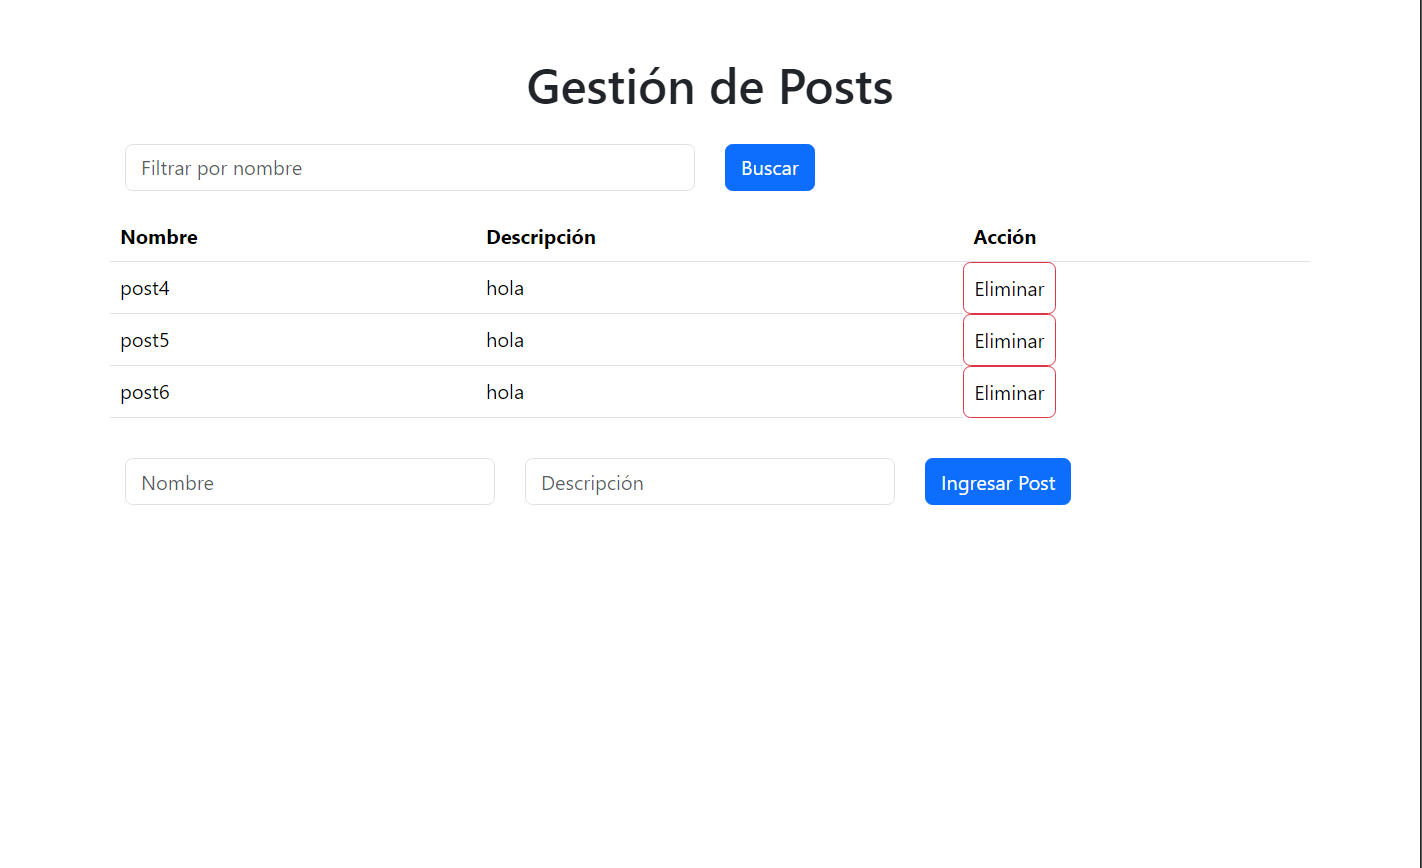 Gestión de Posts
Filtrar por nombre Buscar
Nombre Descripción Acción
post4 hola Eliminar
post5 hola Eliminar
post6 hola Eliminar
Nombre Descripción Ingresar Post